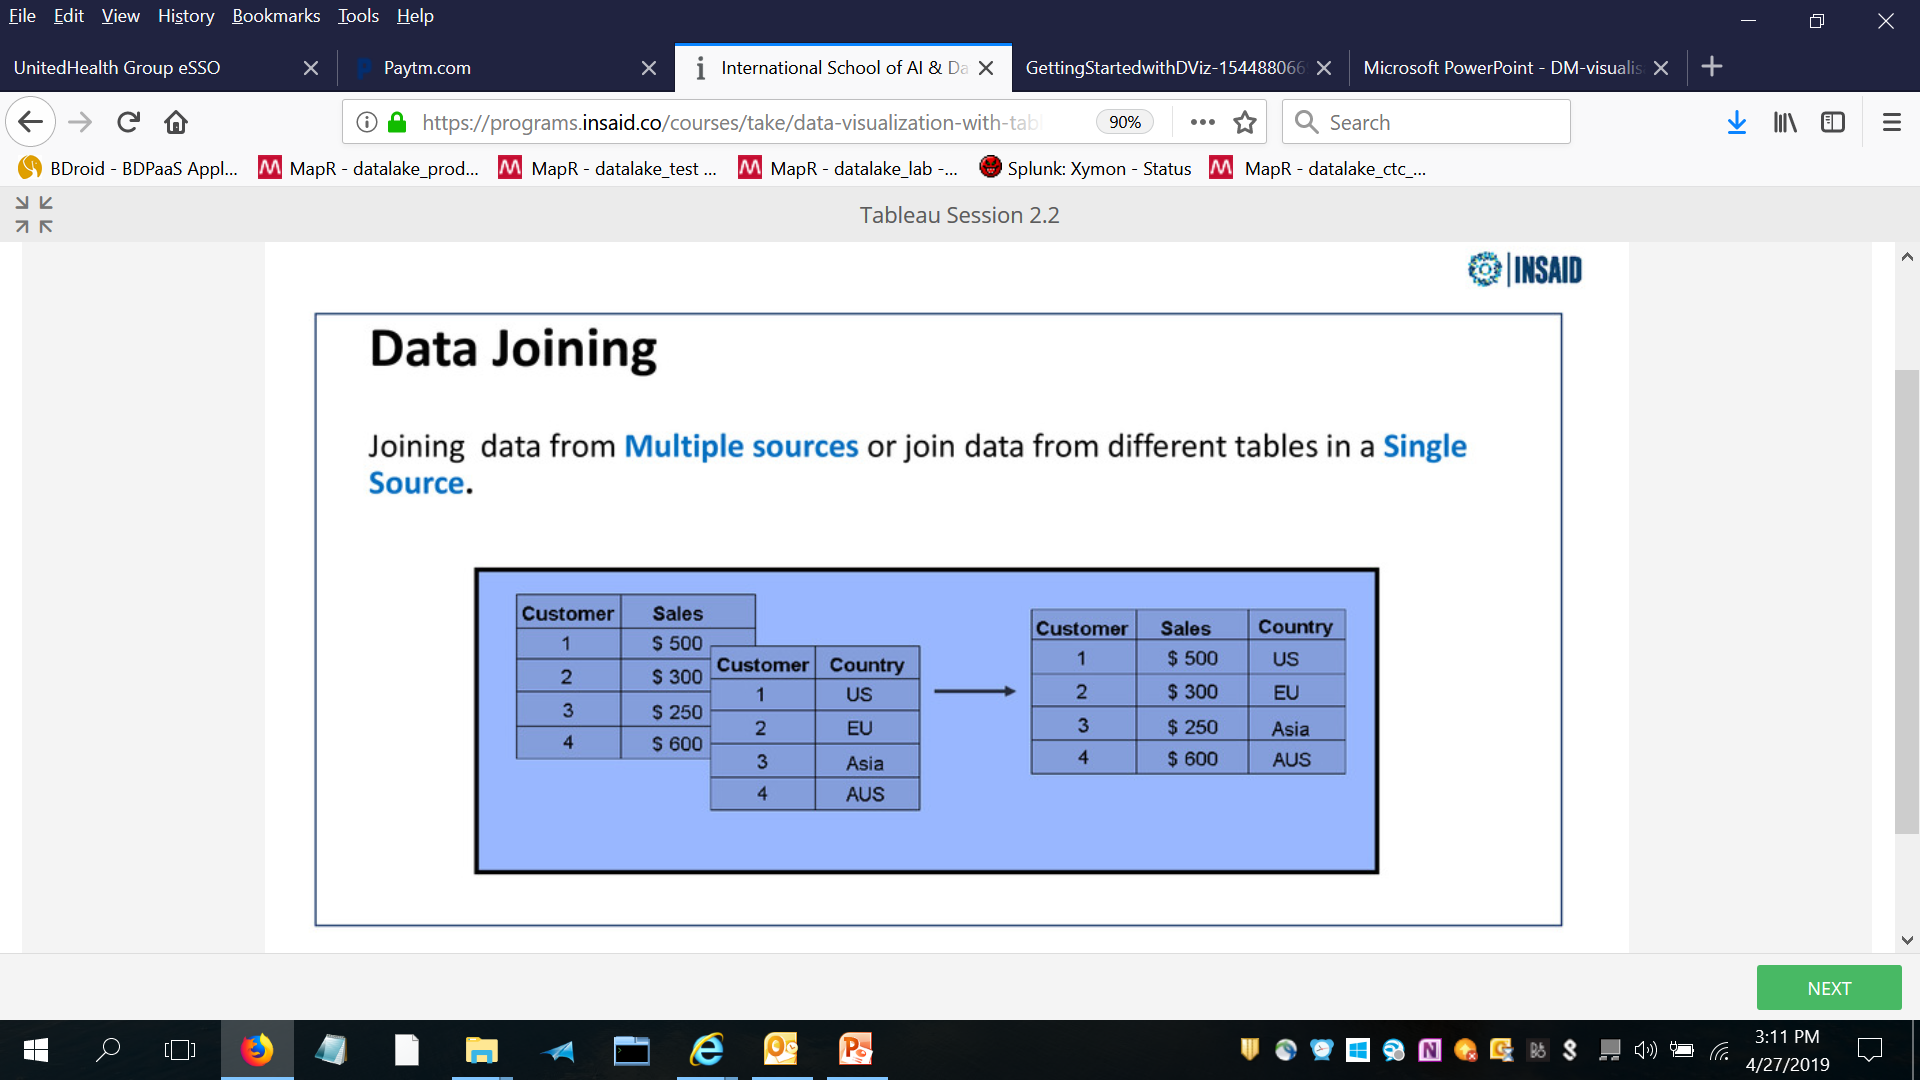 File Edit View History Bookmarks Tools Help
UnitedHealth Group eSSO
Paytm.com
International School of AI & Da
GettingStartedwithDViz-154488066
Microsoft PowerPoint - DM-visualis
https://programs.insaid.co/courses/take/data-visualization-with-tabl
90%
Search
BDroid - BDPaaS Appl...
MapR - datalake_prod...
MapR - datalake_test ...
MapR - datalake_lab -...
Splunk: Xymon - Status
MapR - datalake_ctc_...
Tableau Session 2.2
INSAID
Data Joining
Joining data from Multiple sources or join data from different tables in a Single
Source.
Customer Sales
1 $ 500
2 $ 300
3 $ 250
4 $ 600
Customer Country
1 US
2 EU
3 Asia
4 AUS
Customer Sales Country
1 $ 500 US
2 $ 300 EU
3 $ 250 Asia
4 $ 600 AUS
NEXT
3:11 PM
4/27/2019